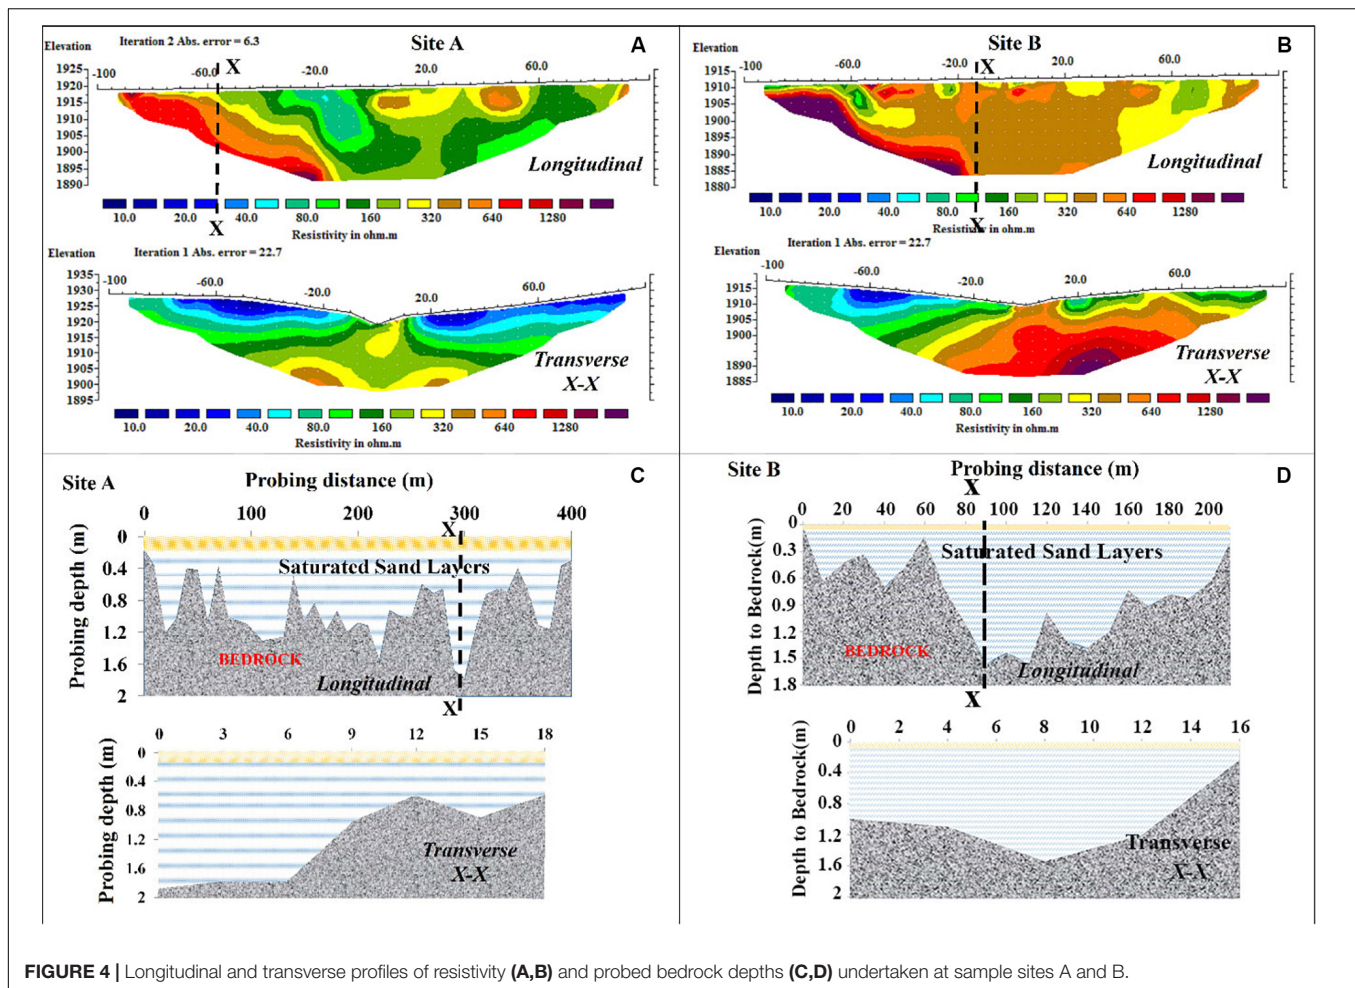 Site A
A
Elevation
Iteration 2 Abs. error = 6.3
X
-100 -60.0 -20.0 20.0 60.0
1925
1920
1915
1910
1905
1900
1895
1890
Longitudinal
10.0 20.0 40.0 80.0 160 320 640 1280
X
Resistivity in ohm.m
Elevation
Iteration 1 Abs. error = 22.7
-100 -60.0 -20.0 20.0 60.0
1935
1930
1925
1920
1915
1910
1905
1900
1895
Transverse
X-X
10.0 20.0 40.0 80.0 160 320 640 1280
Resistivity in ohm.m
Site B
B
Elevation
X
-100 -60.0 -20.0 20.0 60.0
1915
1910
1905
1900
1895
1890
1885
1880
Longitudinal
10.0 20.0 40.0 80.0 160 320 640 1280
X
Resistivity in ohm.m
Elevation
Iteration 1 Abs. error = 22.7
-100 -60.0 -20.0 20.0 60.0
1915
1910
1905
1900
1895
1890
1885
Transverse
X-X
10.0 20.0 40.0 80.0 160 320 640 1280
Resistivity in ohm.m
Site A
Probing distance (m)
C
0 100 200 300 400
X
Probing depth (m)
0
0.4
0.8
1.2
1.6
2
Saturated Sand Layers
BEDROCK
Longitudinal
X
0 3 6 9 12 15 18
Probing depth (m)
0
0.4
0.8
1.2
1.6
2
Transverse
X-X
Site B
Probing distance (m)
D
X
0 20 40 60 80 100 120 140 160 180 200
Depth to Bedrock(m)
0
0.3
0.6
0.9
1.2
1.5
1.8
Saturated Sand Layers
BEDROCK
Longitudinal
X
0 2 4 6 8 10 12 14 16
Depth to Bedrock(m)
0
0.4
0.8
1.2
1.6
2
Transverse
X-X
FIGURE 4 | Longitudinal and transverse profiles of resistivity (A,B) and probed bedrock depths (C,D) undertaken at sample sites A and B.